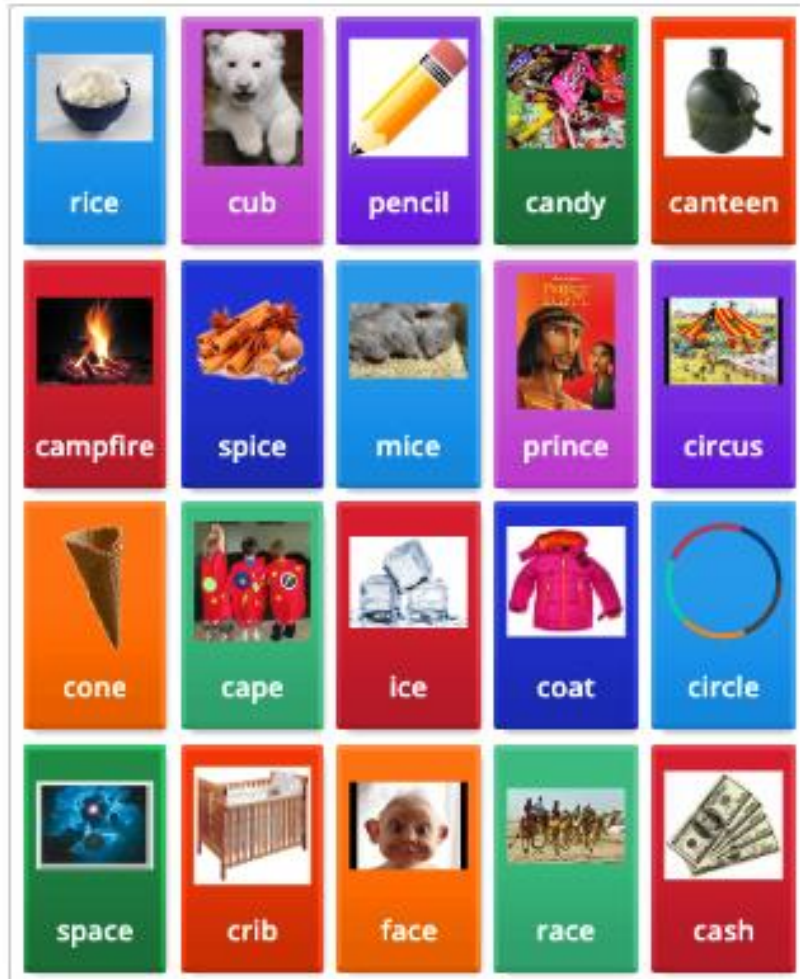 rice cub pencil candy canteen
campfire spice mice prince circus
cone cape ice coat circle
space crib face race cash